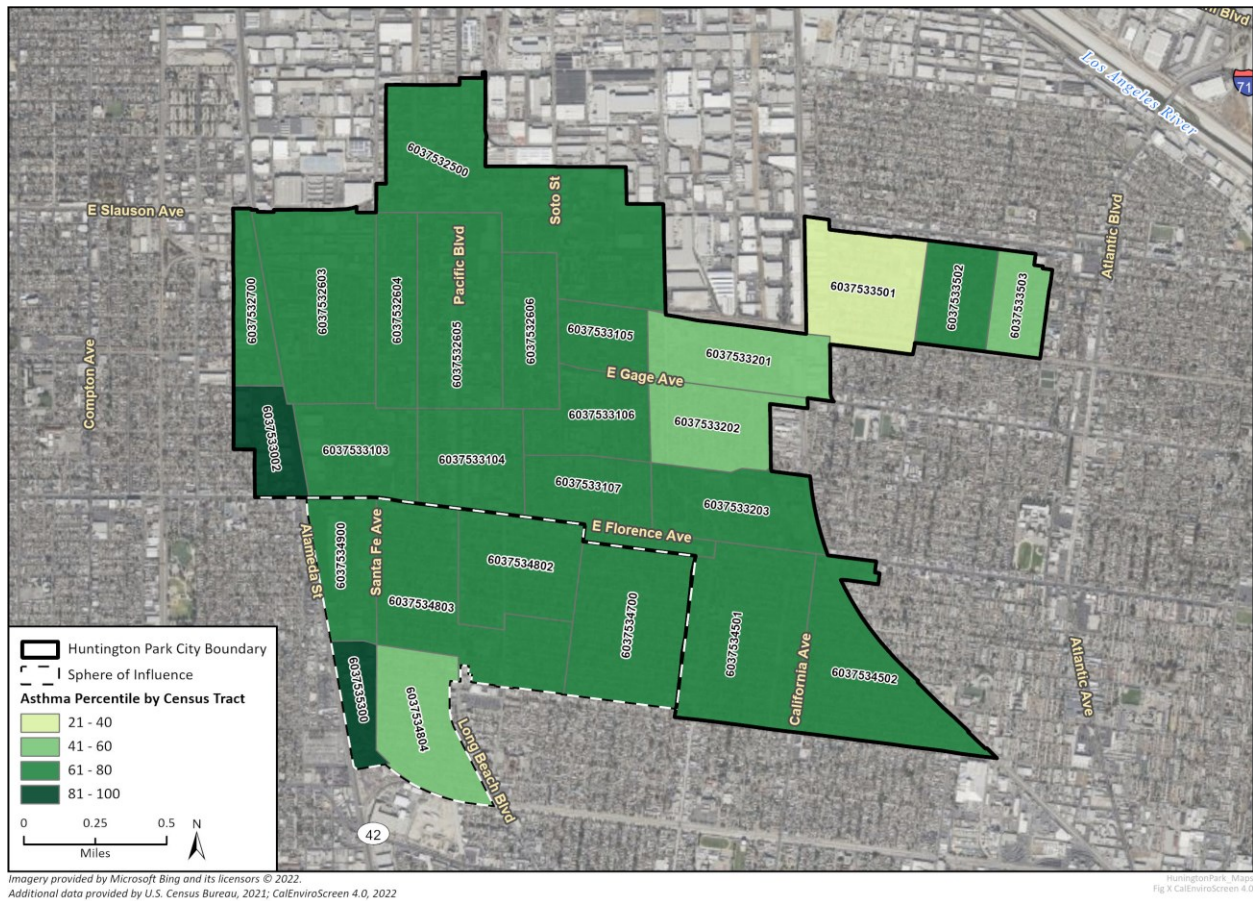 ni Blvd
Los Angeles River
71
6037532500
E Slauson Ave
Soto St
Atlantic Blvd
Pacific Blvd
6037532700
6037532603
6037532604
6037532605
6037532606
6037533501
6037533502
6037533503
6037533105
6037533201
Compton Ave
E Gage Ave
6037533106
6037533202
6037533002
6037533103
6037533104
6037533107
6037533203
E Florence Ave
Alameda St
6037534900
Santa Fe Ave
6037534803
6037534802
6037534700
6037534501
California Ave
6037534502
Atlantic Ave
6037535300
6037534804
Long Beach Blvd
42
Huntington Park City Boundary
Sphere of Influence
Asthma Percentile by Census Tract
21 - 40
41 - 60
61 - 80
81 - 100
0 0.25 0.5
Miles
N
Imagery provided by Microsoft Bing and its licensors © 2022.
Additional data provided by U.S. Census Bureau, 2021; CalEnviroScreen 4.0, 2022
HuningtonPark_Maps
Fig X CalEnviroScreen 4.0